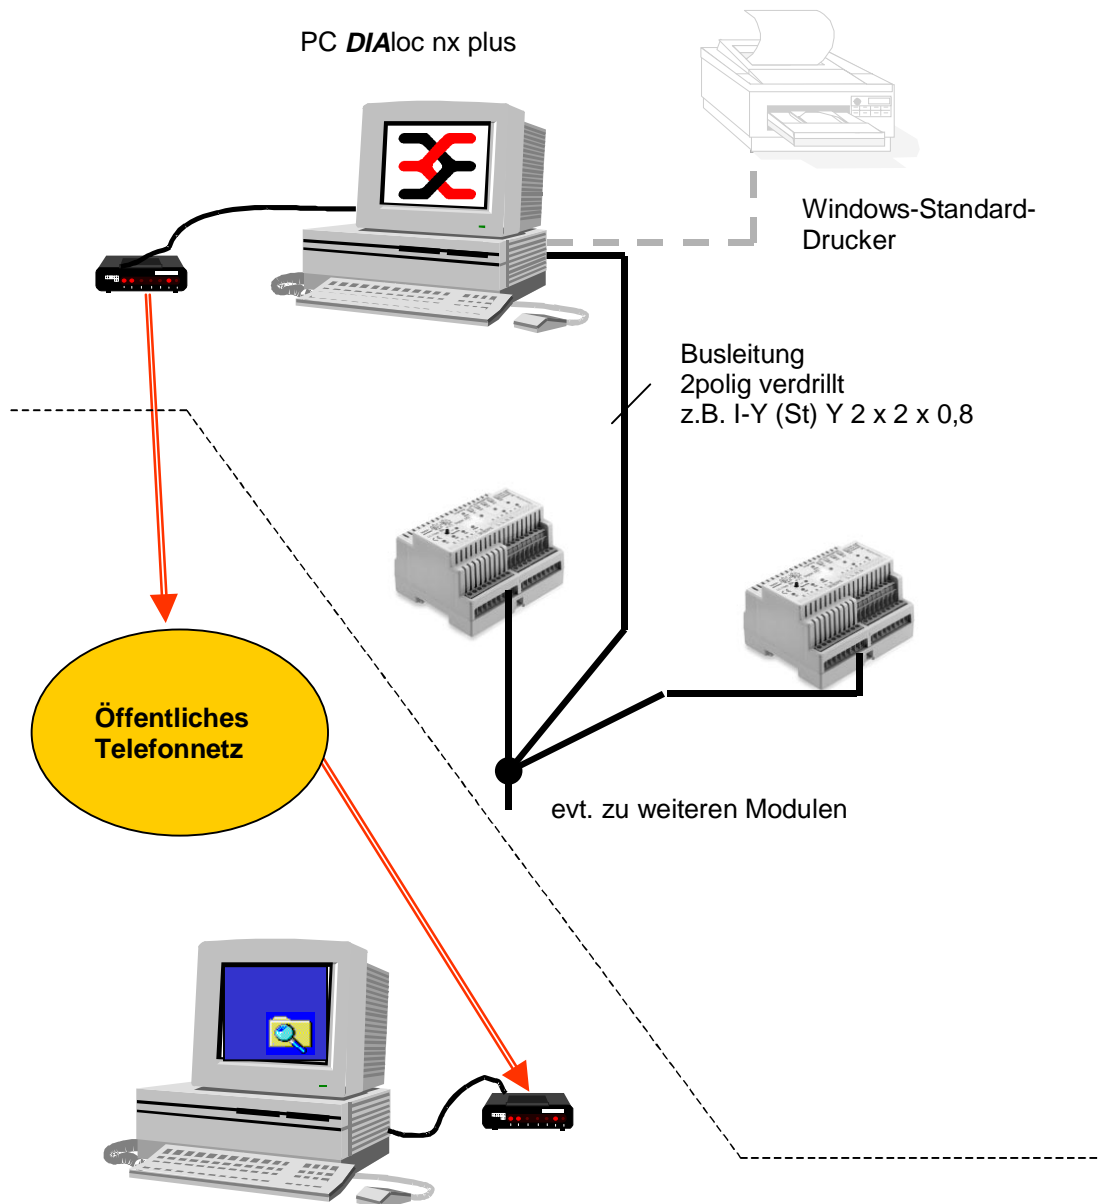 PC DIAloc nx plus
Windows-Standard-
Drucker
Busleitung
2polig verdrillt
z.B. I-Y (St) Y 2 x 2 x 0,8
Öffentliches
Telefonnetz
evt. zu weiteren Modulen